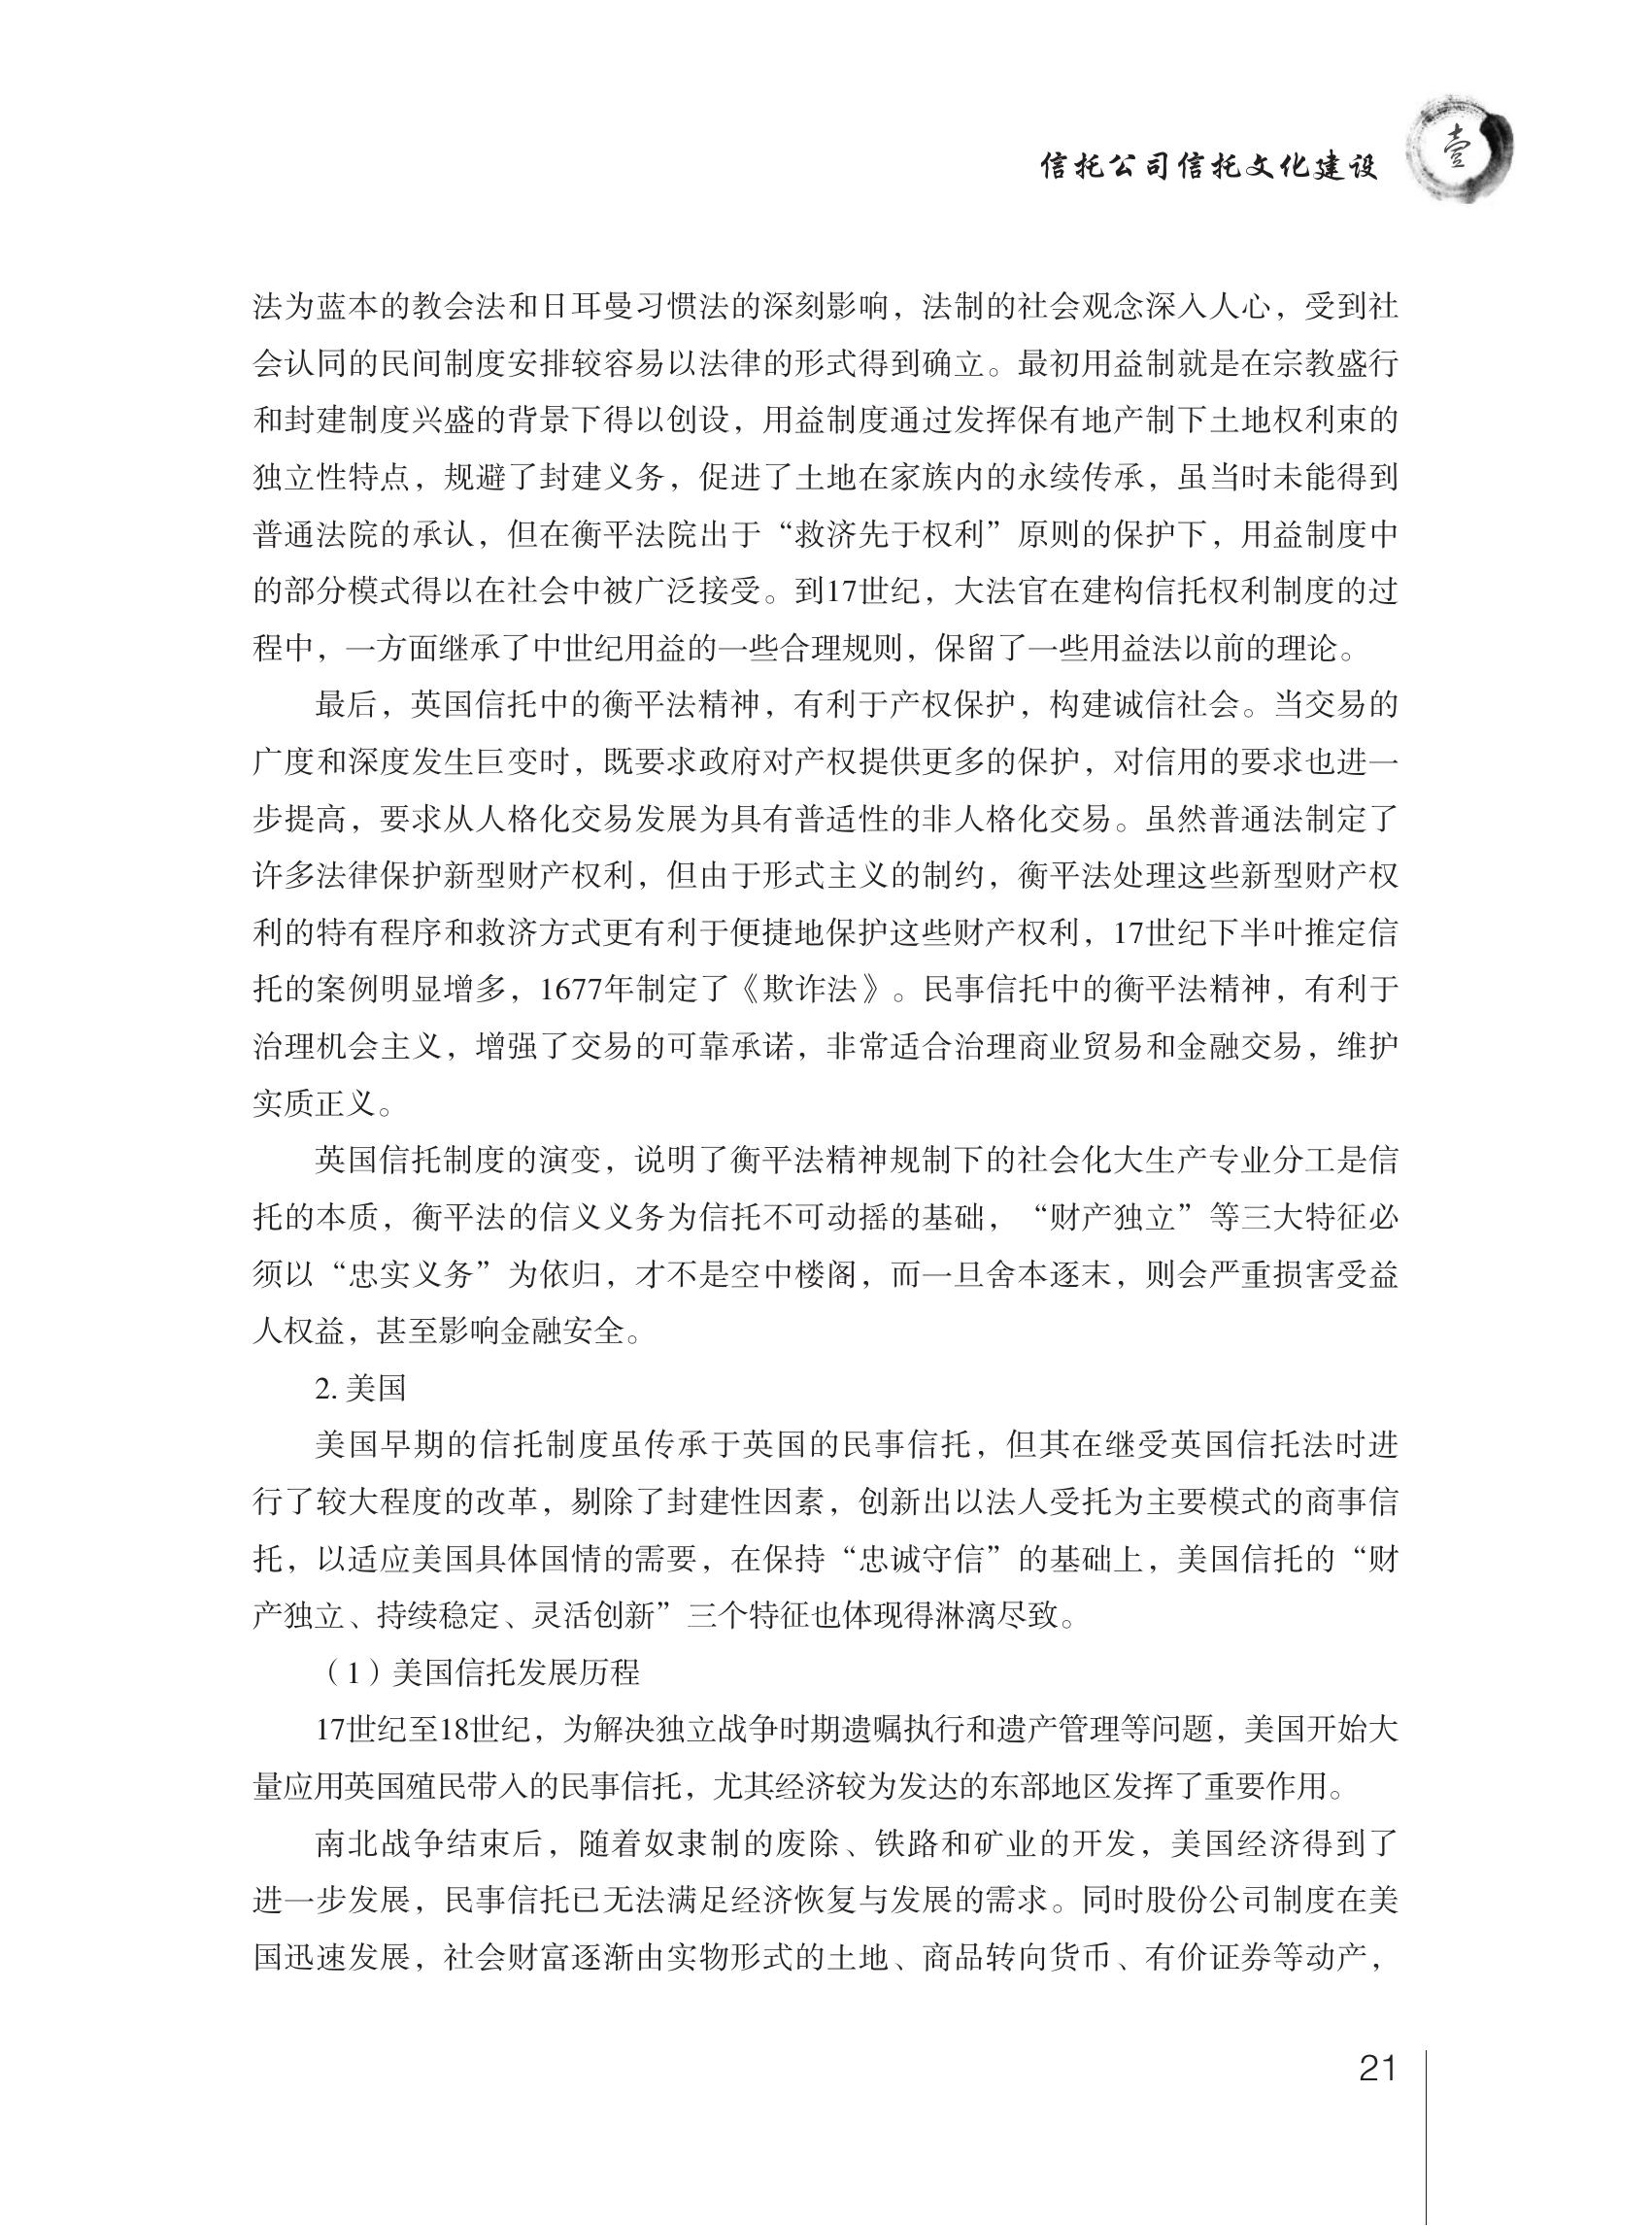 信托公司信托文化建设
壹
法为蓝本的教会法和日耳曼习惯法的深刻影响，法制的社会观念深入人心，受到社
会认同的民间制度安排较容易以法律的形式得到确立。最初用益制就是在宗教盛行
和封建制度兴盛的背景下得以创设，用益制度通过发挥保有地产制下土地权利束的
独立性特点，规避了封建义务，促进了土地在家族内的永续传承，虽当时未能得到
普通法院的承认，但在衡平法院出于“救济先于权利”原则的保护下，用益制度中
的部分模式得以在社会中被广泛接受。到17世纪，大法官在建构信托权利制度的过
程中，一方面继承了中世纪用益的一些合理规则，保留了一些用益法以前的理论。
最后，英国信托中的衡平法精神，有利于产权保护，构建诚信社会。当交易的
广度和深度发生巨变时，既要求政府对产权提供更多的保护，对信用的要求也进一
步提高，要求从人格化交易发展为具有普适性的非人格化交易。虽然普通法制定了
许多法律保护新型财产权利，但由于形式主义的制约，衡平法处理这些新型财产权
利的特有程序和救济方式更有利于便捷地保护这些财产权利，17世纪下半叶推定信
托的案例明显增多，1677年制定了《欺诈法》。民事信托中的衡平法精神，有利于
治理机会主义，增强了交易的可靠承诺，非常适合治理商业贸易和金融交易，维护
实质正义。
英国信托制度的演变，说明了衡平法精神规制下的社会化大生产专业分工是信
托的本质，衡平法的信义义务为信托不可动摇的基础，“财产独立”等三大特征必
须以“忠实义务”为依归，才不是空中楼阁，而一旦舍本逐末，则会严重损害受益
人权益，甚至影响金融安全。
2. 美国
美国早期的信托制度虽传承于英国的民事信托，但其在继受英国信托法时进
行了较大程度的改革，剔除了封建性因素，创新出以法人受托为主要模式的商事信
托，以适应美国具体国情的需要，在保持“忠诚守信”的基础上，美国信托的“财
产独立、持续稳定、灵活创新”三个特征也体现得淋漓尽致。
（1）美国信托发展历程
17世纪至18世纪，为解决独立战争时期遗嘱执行和遗产管理等问题，美国开始大
量应用英国殖民带入的民事信托，尤其经济较为发达的东部地区发挥了重要作用。
南北战争结束后，随着奴隶制的废除、铁路和矿业的开发，美国经济得到了
进一步发展，民事信托已无法满足经济恢复与发展的需求。同时股份公司制度在美
国迅速发展，社会财富逐渐由实物形式的土地、商品转向货币、有价证券等动产，
21